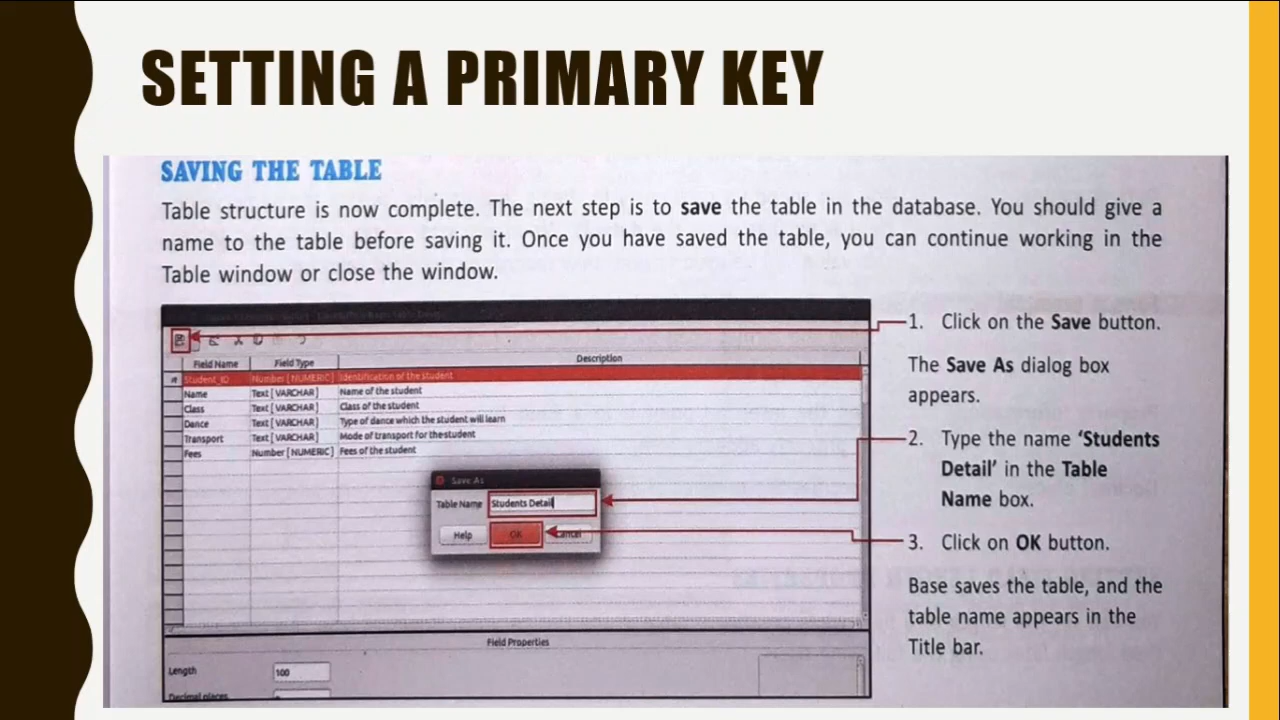 SETTING A PRIMARY KEY
SAVING THE TABLE
Table structure is now complete. The next step is to save the table in the database. You should give a
name to the table before saving it. Once you have saved the table, you can continue working in the
Table window or close the window.
Field Name Field Type Description
Student_ID Number [ NUMERIC ] Identification of the student
Name Text [ VARCHAR ] Name of the student
Class Text [ VARCHAR ] Class of the student
Dance Text [ VARCHAR ] Type of dance which the student will learn
Transport Text [ VARCHAR ] Mode of transport for the student
Fees Number [ NUMERIC ] Fees of the student
Save As
Table Name Students Detail
Help OK Cancel
Field Properties
Length 100
Decimal places
1. Click on the Save button.
The Save As dialog box
appears.
2. Type the name ‘Students
Detail’ in the Table
Name box.
3. Click on OK button.
Base saves the table, and the
table name appears in the
Title bar.